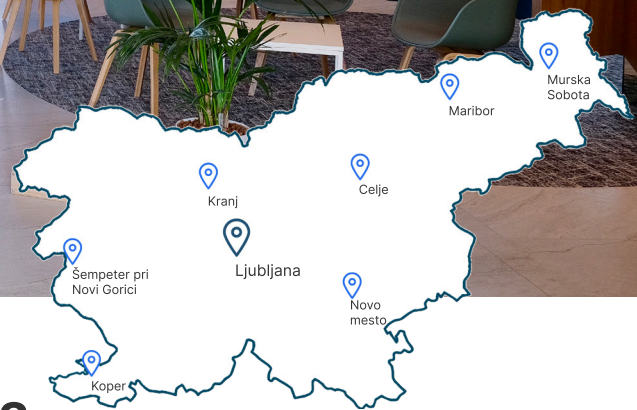 Murska
Sobota
Maribor
Celje
Kranj
Ljubljana
Šempeter pri
Novi Gorici
Novo
mesto
Koper